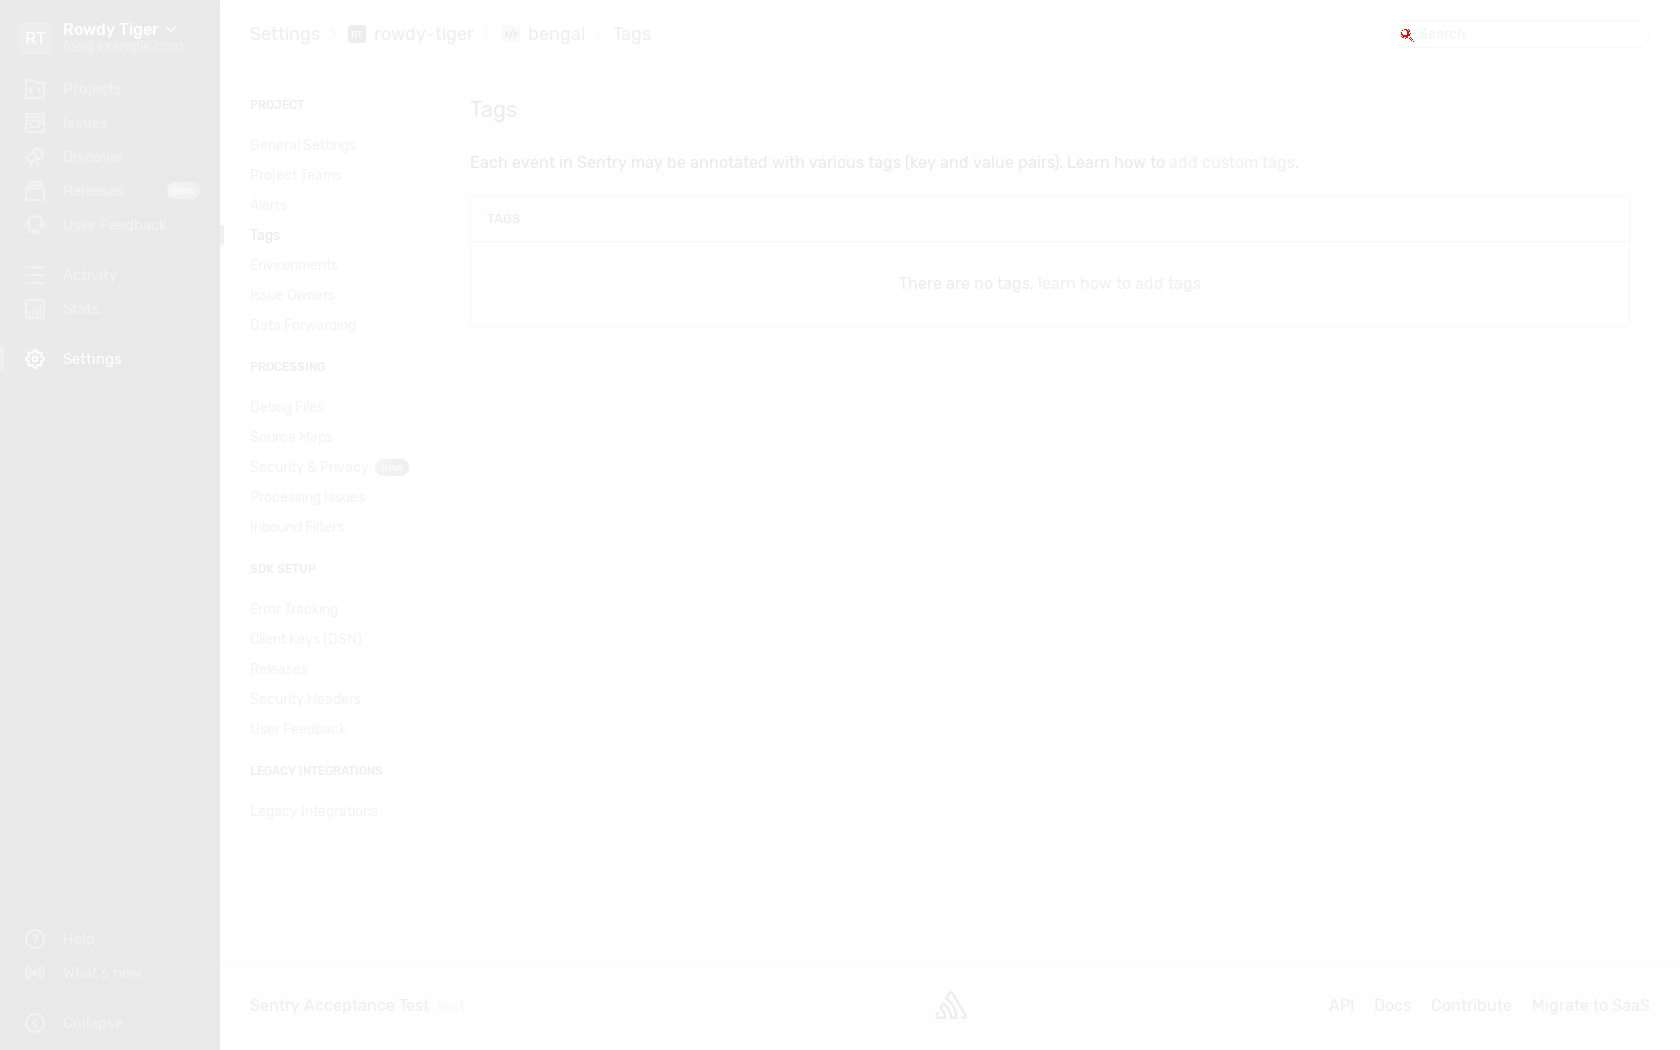 RT
Rowdy Tiger
foo@example.com
Projects
Issues
Discover
Releases new
User Feedback
Activity
Stats
Settings
Help
What's new
Collapse
Settings RT rowdy-tiger </> bengal Tags
Search
PROJECT
General Settings
Project Teams
Alerts
Tags
Environments
Issue Owners
Data Forwarding
PROCESSING
Debug Files
Source Maps
Security & Privacy new
Processing Issues
Inbound Filters
SDK SETUP
Error Tracking
Client Keys (DSN)
Releases
Security Headers
User Feedback
LEGACY INTEGRATIONS
Legacy Integrations
Tags
Each event in Sentry may be annotated with various tags (key and value pairs). Learn how to add custom tags.
TAGS
There are no tags, learn how to add tags
Sentry Acceptance Test test
API Docs Contribute Migrate to SaaS